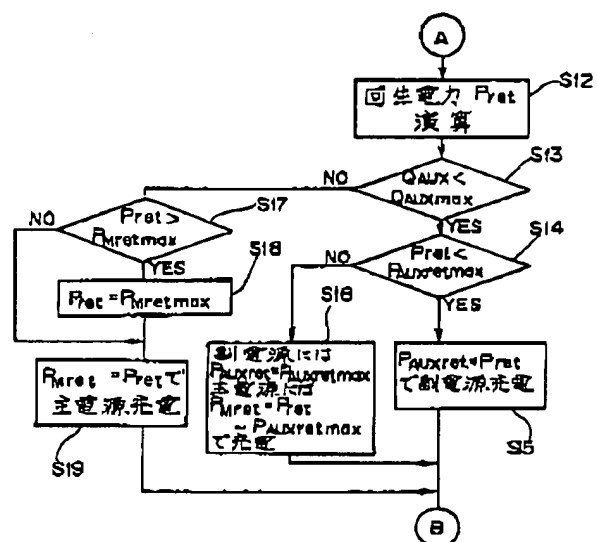 A
S12
回生電力 Pret
演算
S13
QAUX <
QAUXmax
NO
YES
S17
Pret >
PMretmax
NO
YES
S14
Pret <
PAUXretmax
NO
YES
S18
Pret = PMretmax
S16
副電源には
PAUXret=PAUXretmax
主電源には
PMret = Pret
- PAUXretmax
で充電
PAUXret = Pret
で副電源充電
S5
PMret = Pretで
主電源充電
S19
B